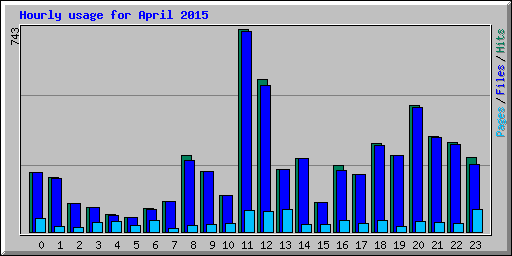 Hourly usage for April 2015
743
Pages / Files / Hits
0 1 2 3 4 5 6 7 8 9 10 11 12 13 14 15 16 17 18 19 20 21 22 23